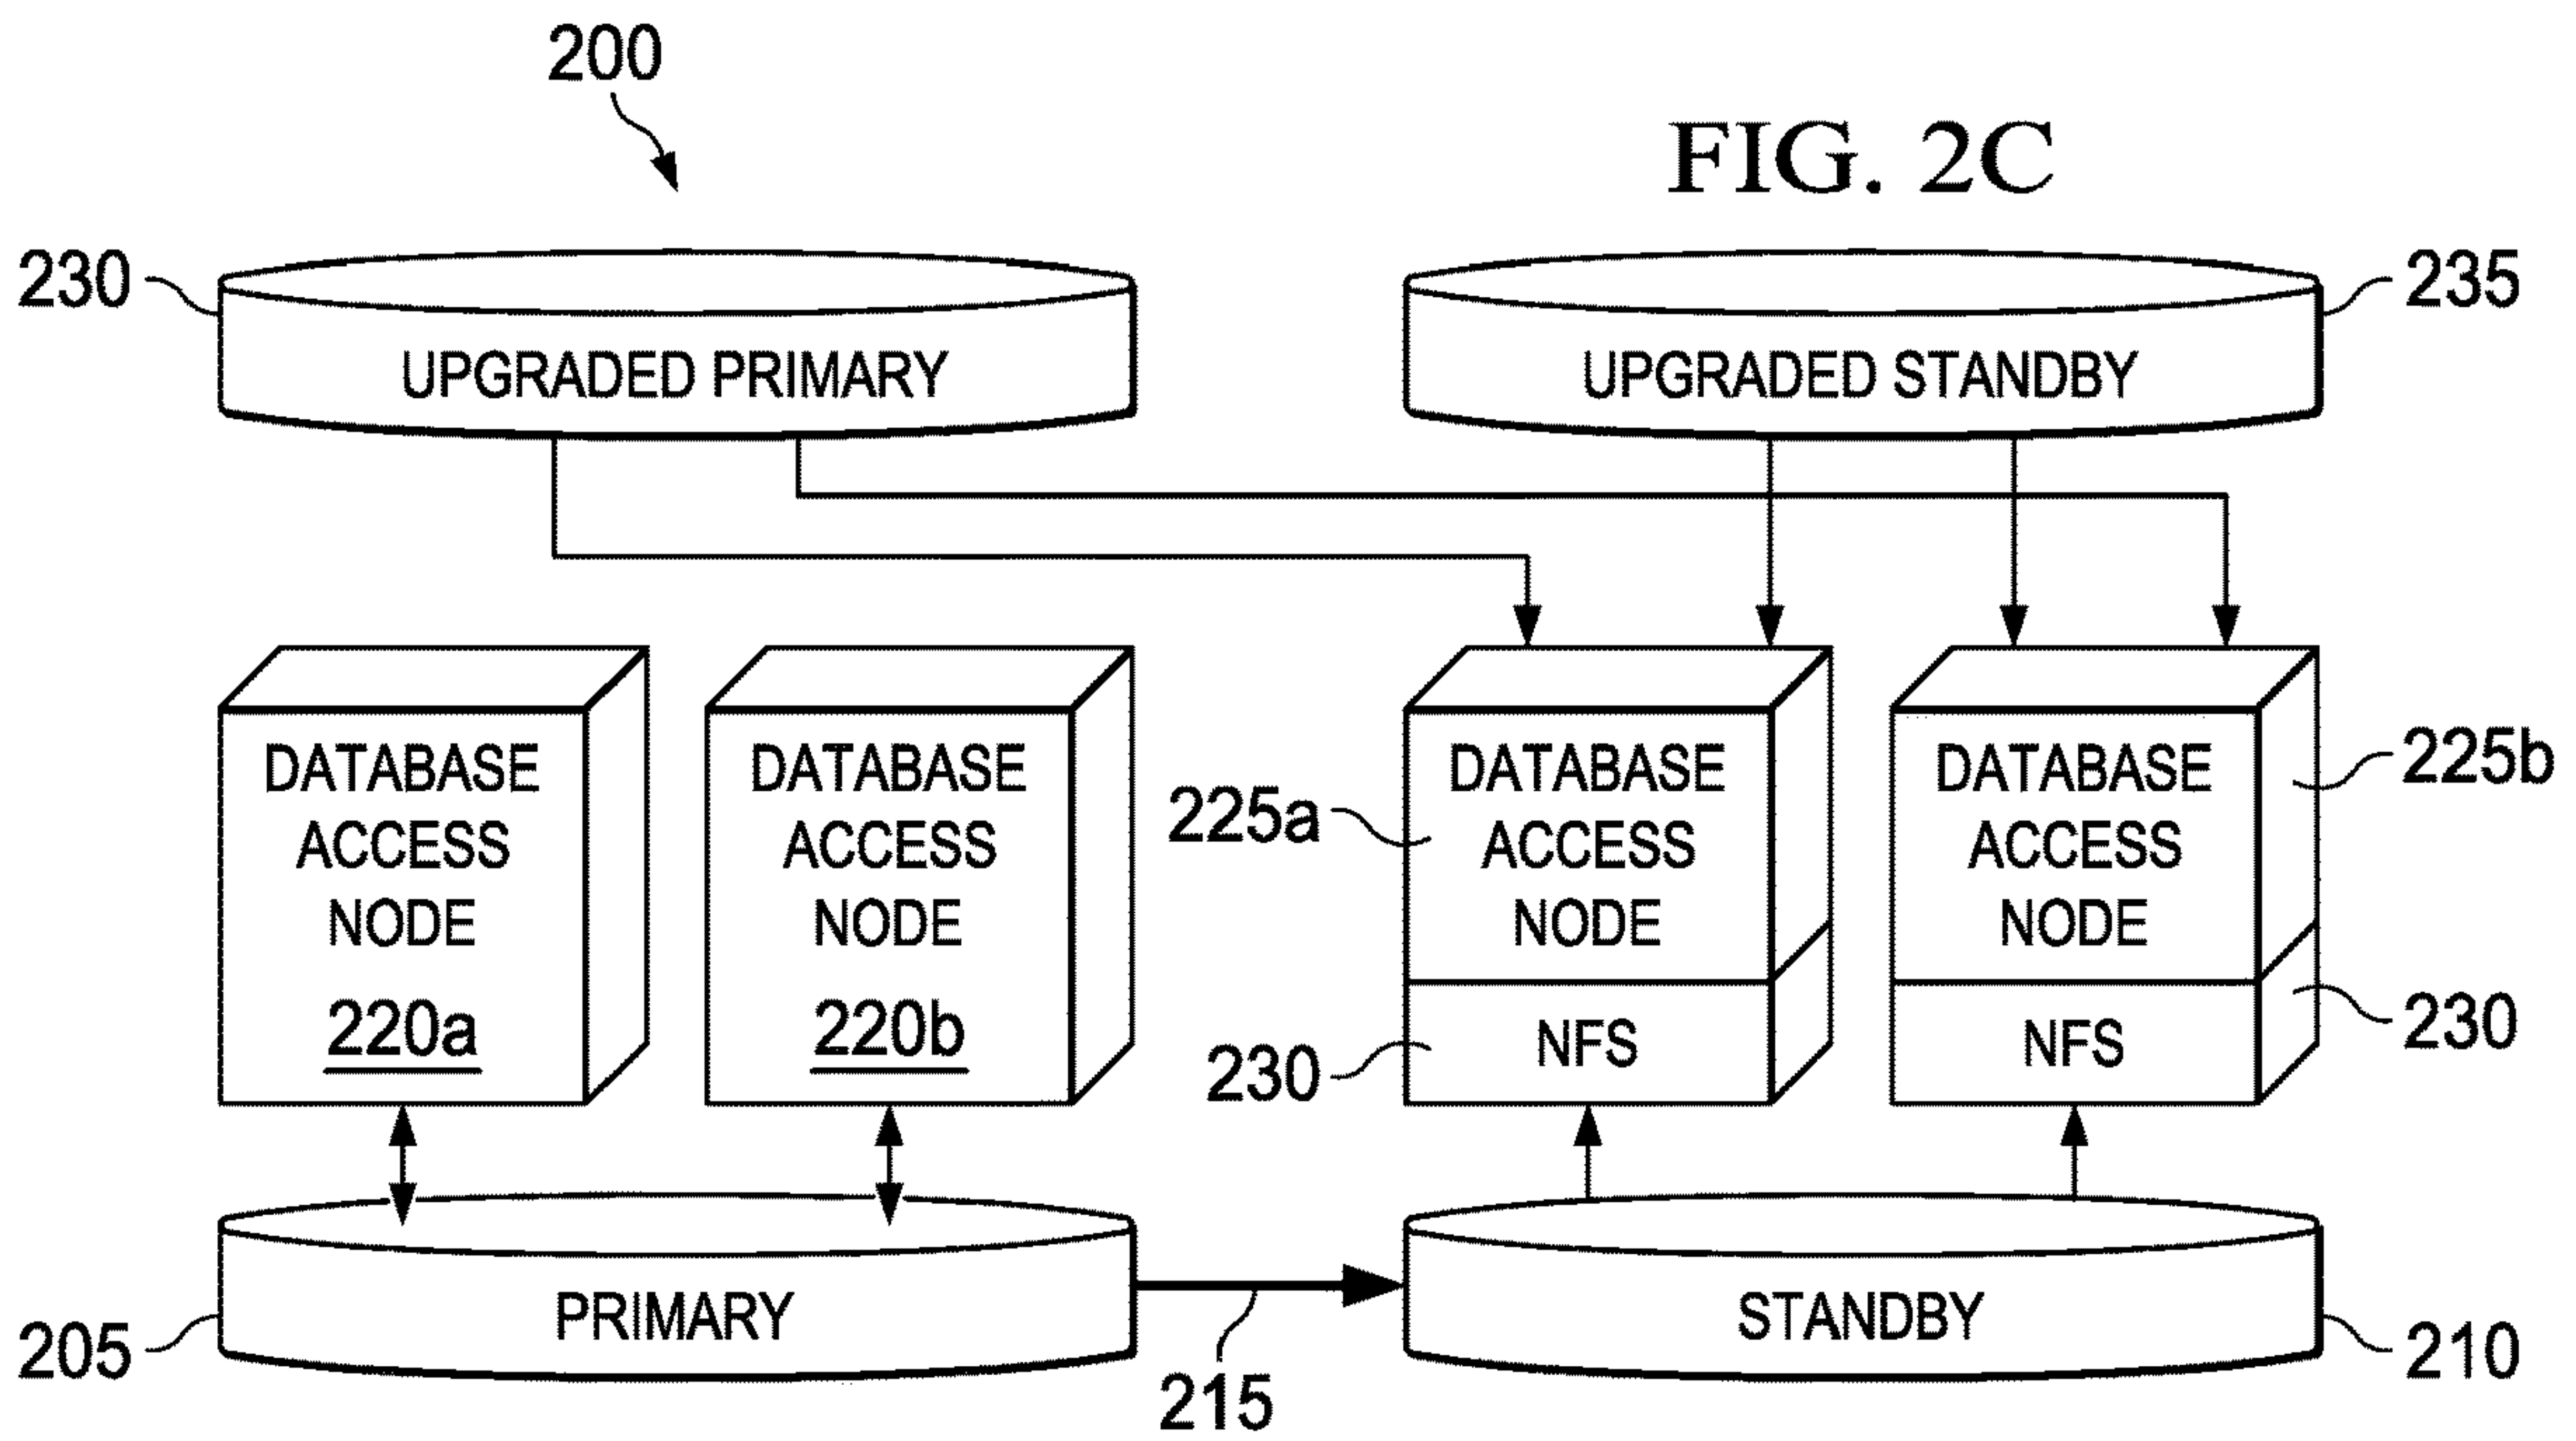 200
FIG. 2C
230
UPGRADED PRIMARY
UPGRADED STANDBY
235
DATABASE
ACCESS
NODE
220a
DATABASE
ACCESS
NODE
220b
225a
DATABASE
ACCESS
NODE
230
NFS
DATABASE
ACCESS
NODE
225b
NFS
230
205
PRIMARY
215
STANDBY
210